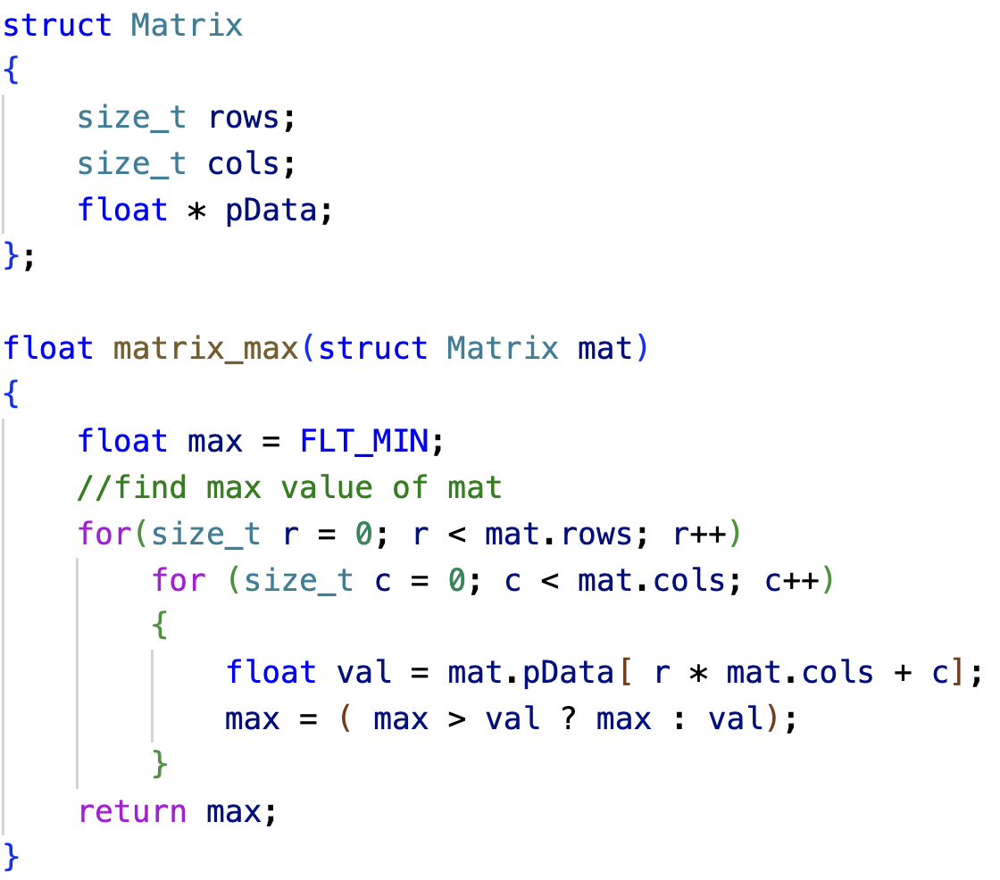 struct Matrix
{
    size_t rows;
    size_t cols;
    float * pData;
};

float matrix_max(struct Matrix mat)
{
    float max = FLT_MIN;
    //find max value of mat
    for(size_t r = 0; r < mat.rows; r++)
        for (size_t c = 0; c < mat.cols; c++)
        {
            float val = mat.pData[ r * mat.cols + c];
            max = ( max > val ? max : val);
        }
    return max;
}